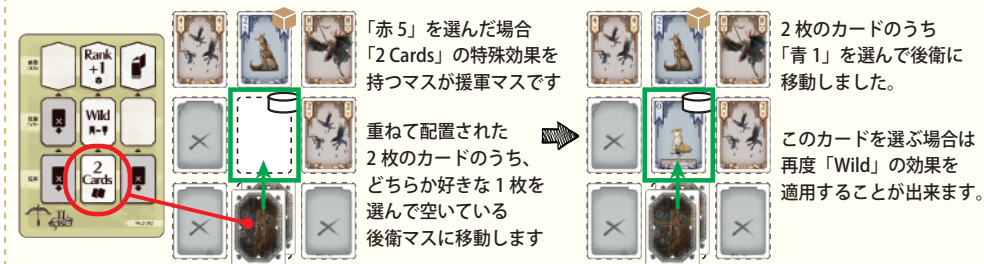 Rank
+1
Wild
2
Cards
「赤 5」を選んだ場合
「2 Cards」の特殊効果を
持つマスが援軍マスです
重ねて配置された
2 枚のカードのうち、
どちらか好きな 1 枚を
選んで空いている
後衛マスに移動します
2 枚のカードのうち
「青 1」を選んで後衛に
移動しました。
このカードを選ぶ場合は
再度「Wild」の効果を
適用することが出来ます。